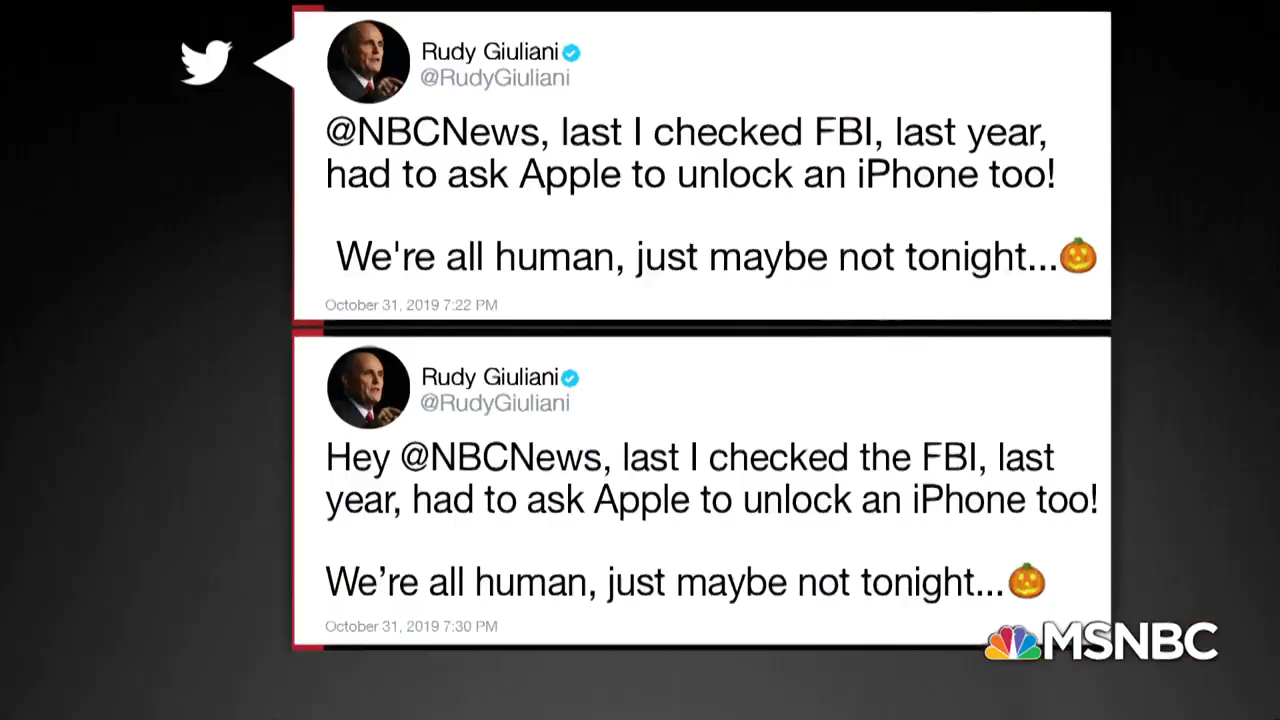 Rudy Giuliani
@RudyGiuliani
@NBCNews, last I checked FBI, last year,
had to ask Apple to unlock an iPhone too!
We're all human, just maybe not tonight...🎃
October 31, 2019 7:22 PM
Rudy Giuliani
@RudyGiuliani
Hey @NBCNews, last I checked the FBI, last
year, had to ask Apple to unlock an iPhone too!
We’re all human, just maybe not tonight...🎃
October 31, 2019 7:30 PM
MSNBC